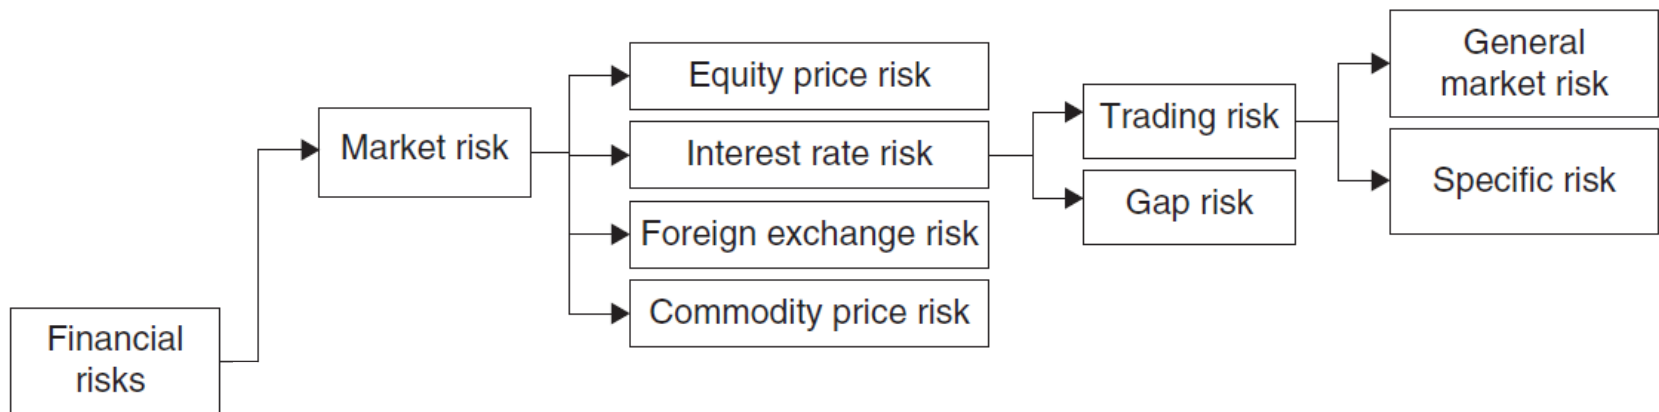 General
market risk
Equity price risk
Trading risk
Market risk
Interest rate risk
Specific risk
Gap risk
Foreign exchange risk
Commodity price risk
Financial
risks